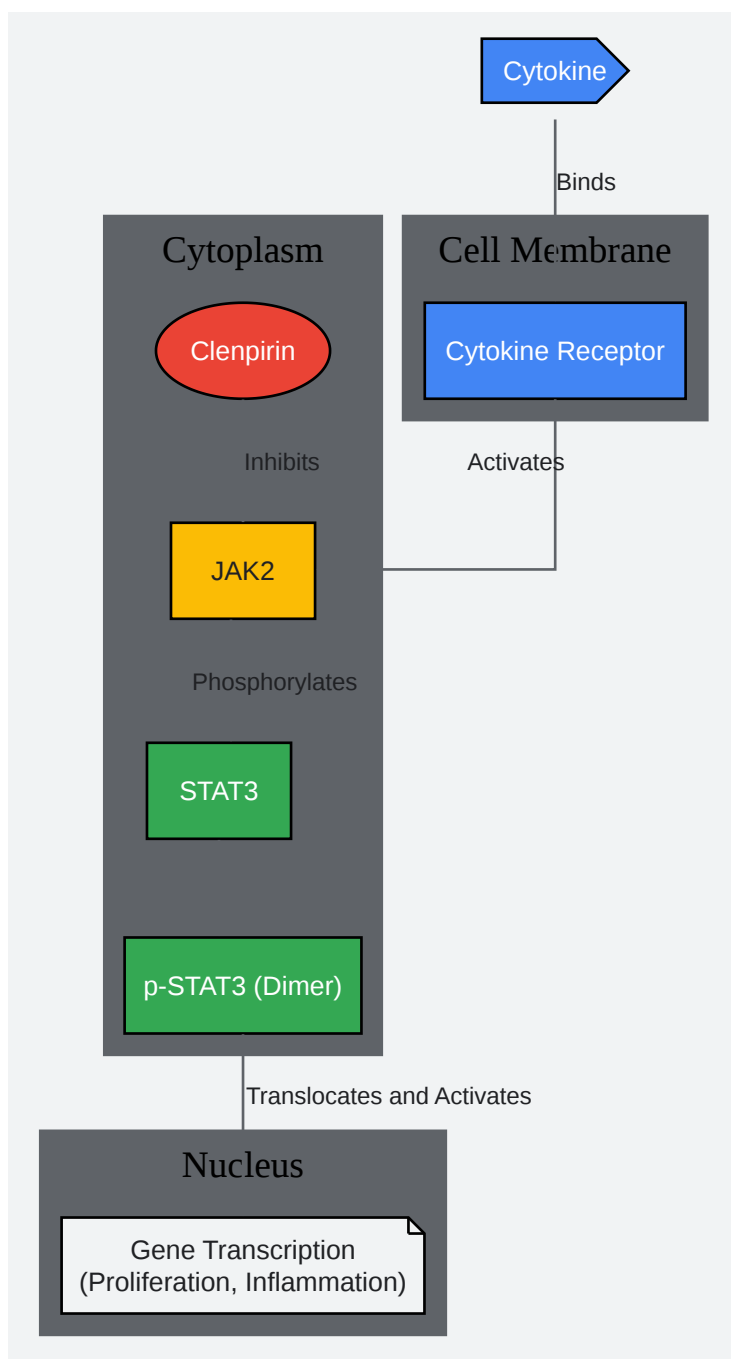 Cytokine
Binds
Cytoplasm
Cell Membrane
Clenpirin
Cytokine Receptor
Inhibits
Activates
JAK2
Phosphorylates
STAT3
p-STAT3 (Dimer)
Translocates and Activates
Nucleus
Gene Transcription
(Proliferation, Inflammation)